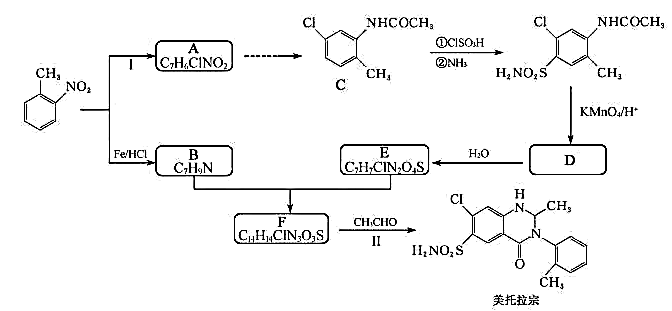 A
C₇H₆ClNO₂
I
CH₃
NO₂
Fe/HCl
B
C₇H₉N
Cl
NHCOCH₃
CH₃
C
①ClSO₃H
②NH₃
Cl
NHCOCH₃
H₂NO₂S
CH₃
KMnO₄/H⁺
D
H₂O
E
C₇H₇ClN₂O₄S
F
C₁₄H₁₄ClN₃O₃S
CH₃CHO
II
Cl
H
N
CH₃
N
H₂NO₂S
O
CH₃
美托拉宗